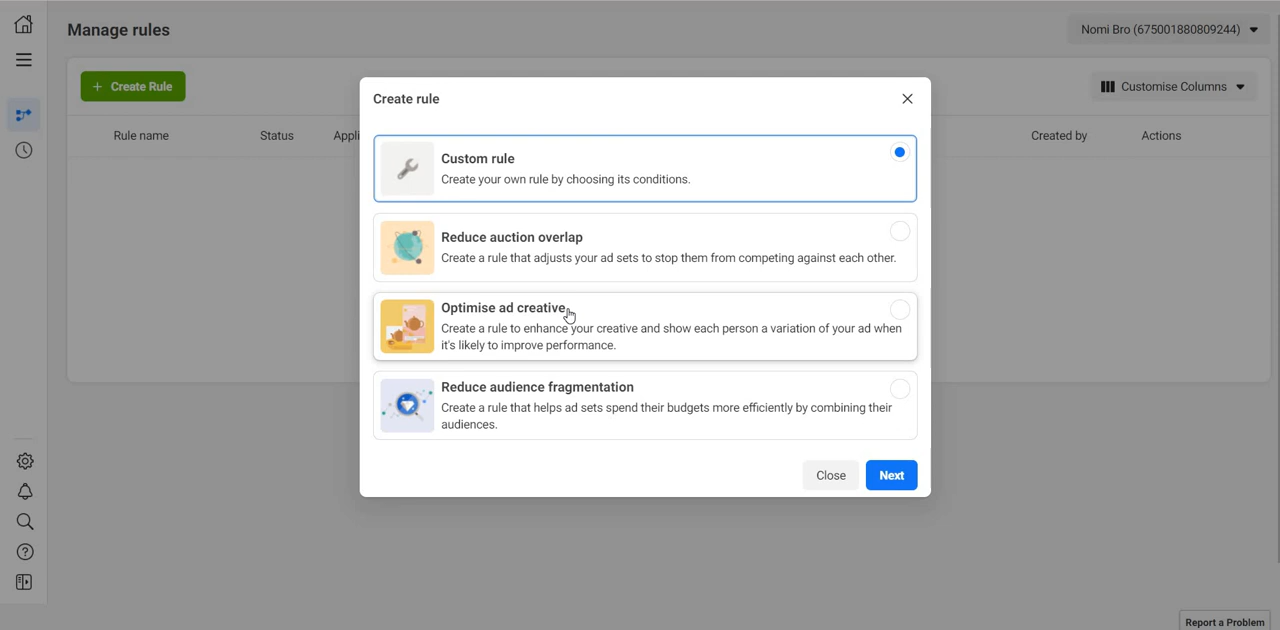 Manage rules
Nomi Bro (675001880809244)
+ Create Rule
Customise Columns
Rule name
Status
Appli
Created by
Actions
Create rule
Custom rule
Create your own rule by choosing its conditions.
Reduce auction overlap
Create a rule that adjusts your ad sets to stop them from competing against each other.
Optimise ad creative
Create a rule to enhance your creative and show each person a variation of your ad when
it's likely to improve performance.
Reduce audience fragmentation
Create a rule that helps ad sets spend their budgets more efficiently by combining their
audiences.
Close
Next
Report a Problem